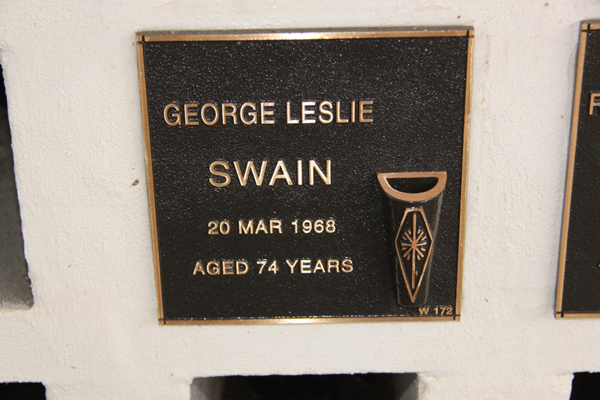 GEORGE LESLIE
SWAIN
20 MAR 1968
AGED 74 YEARS
W 172